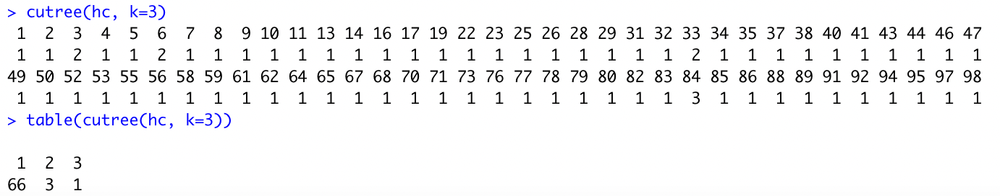 > cutree(hc, k=3)
1 2 3 4 5 6 7 8 9 10 11 13 14 16 17 19 22 23 25 26 28 29 31 32 33 34 35 37 38 40 41 43 44 46 47
1 1 2 1 1 2 1 1 1 1 1 1 1 1 1 1 1 1 1 1 1 1 1 1 2 1 1 1 1 1 1 1 1 1 1
49 50 52 53 55 56 58 59 61 62 64 65 67 68 70 71 73 76 77 78 79 80 82 83 84 85 86 88 89 91 92 94 95 97 98
1 1 1 1 1 1 1 1 1 1 1 1 1 1 1 1 1 1 1 1 1 1 1 1 3 1 1 1 1 1 1 1 1 1 1
> table(cutree(hc, k=3))
1 2 3
66 3 1